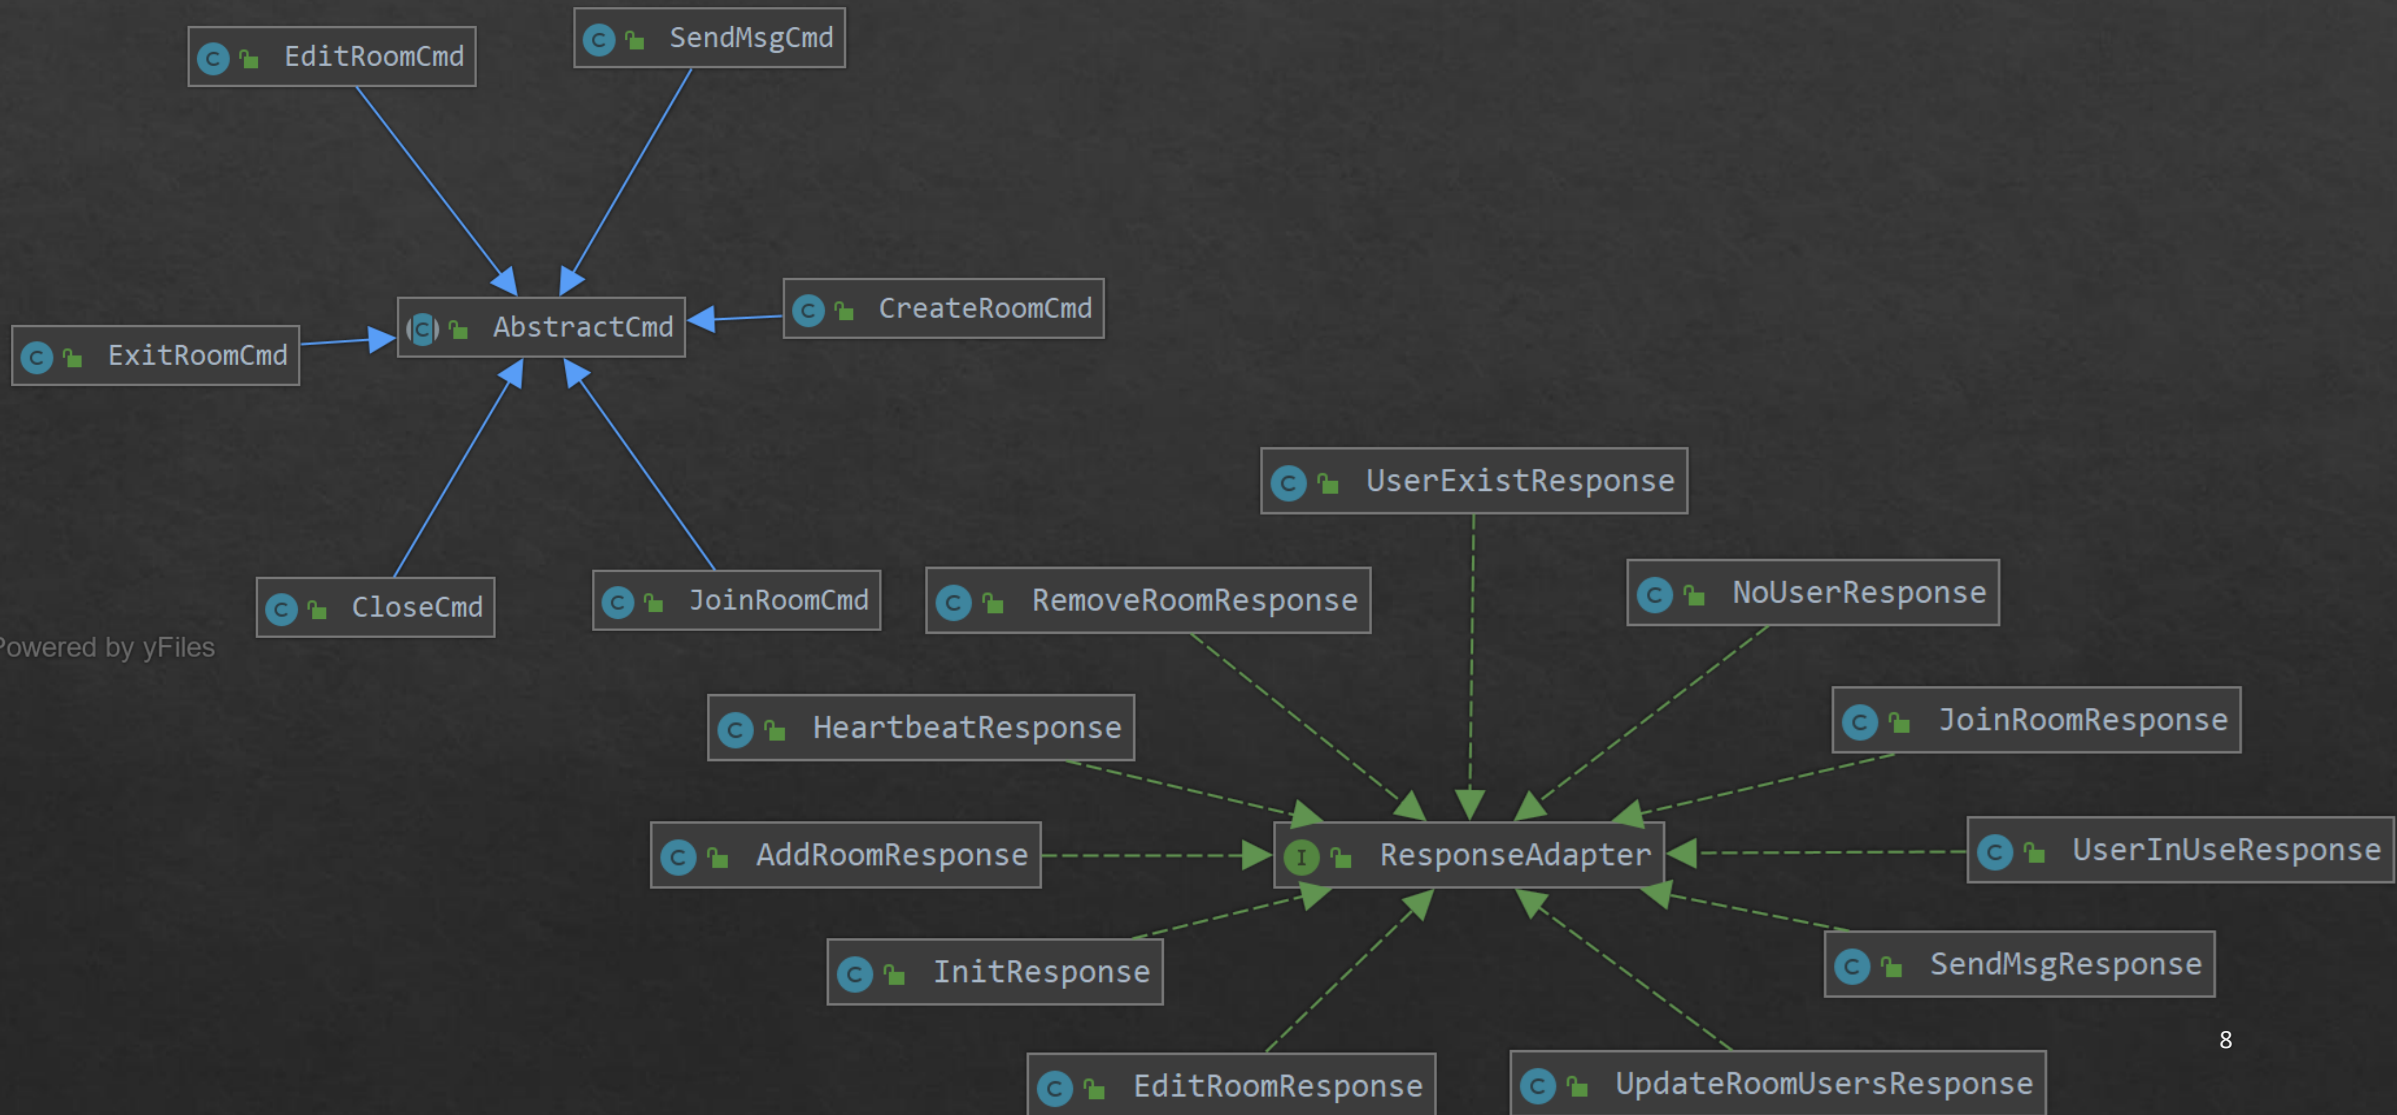 SendMsgCmd
EditRoomCmd
CreateRoomCmd
AbstractCmd
ExitRoomCmd
UserExistResponse
NoUserResponse
RemoveRoomResponse
JoinRoomCmd
CloseCmd
Powered by yFiles
JoinRoomResponse
HeartbeatResponse
UserInUseResponse
ResponseAdapter
AddRoomResponse
SendMsgResponse
InitResponse
8
UpdateRoomUsersResponse
EditRoomResponse